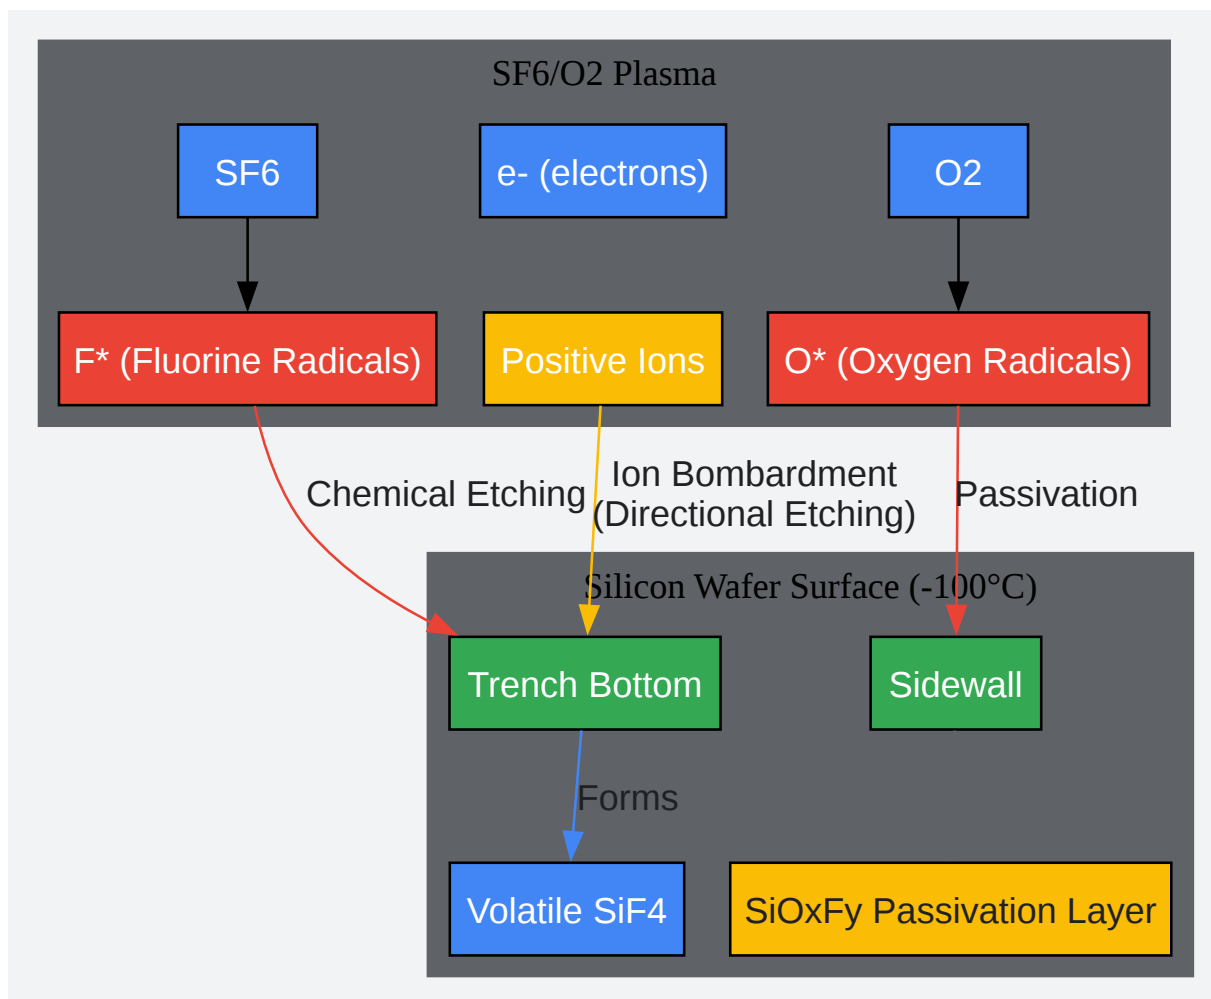 SF6/O2 Plasma
SF6
e- (electrons)
O2
F* (Fluorine Radicals)
Positive Ions
O* (Oxygen Radicals)
Chemical Etching
Ion Bombardment
(Directional Etching)
Passivation
Silicon Wafer Surface (-100°C)
Trench Bottom
Sidewall
Forms
Volatile SiF4
SiOxFy Passivation Layer